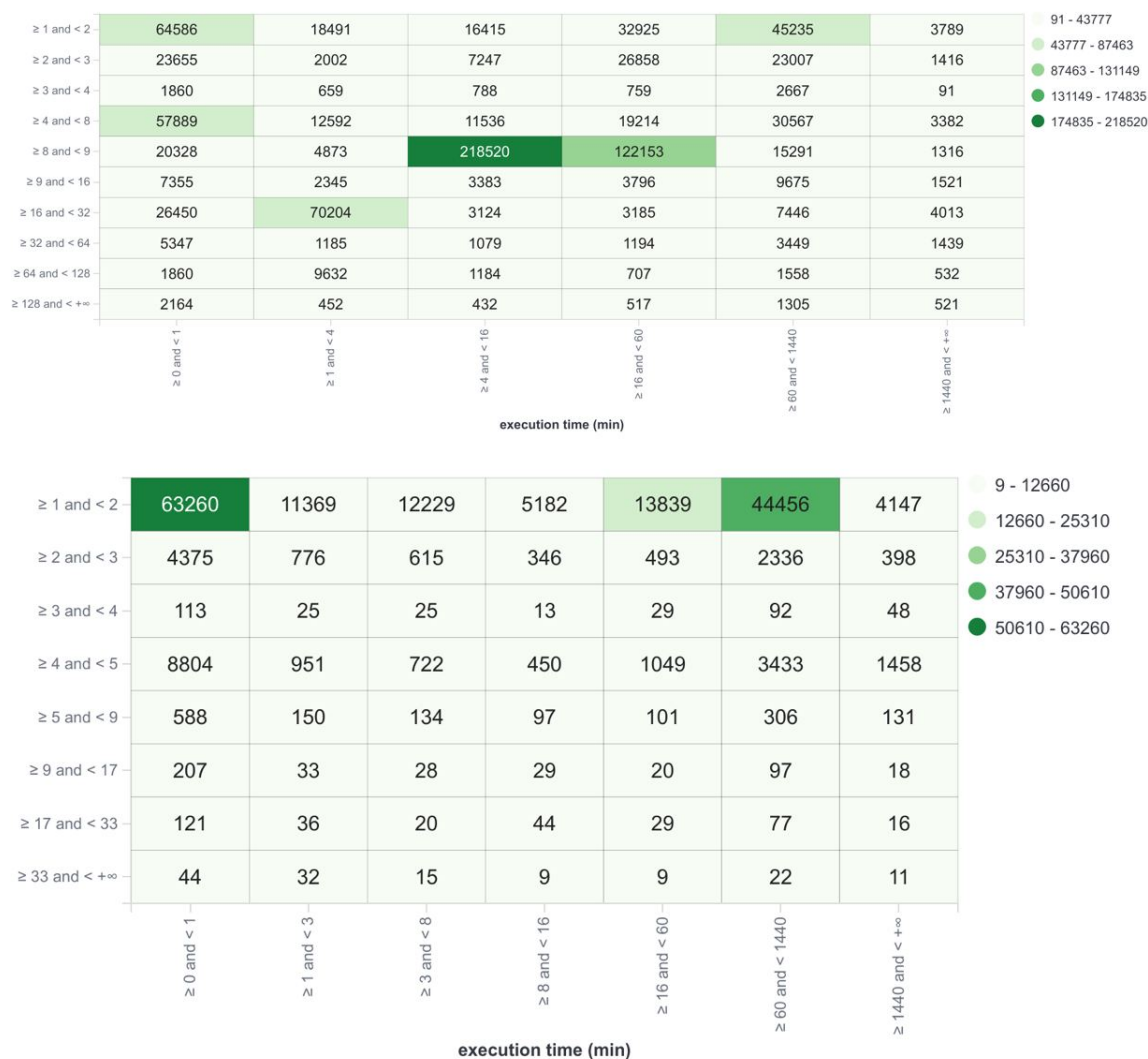 ≥ 1 and < 2 64586 18491 16415 32925 45235 3789
≥ 2 and < 3 23655 2002 7247 26858 23007 1416
≥ 3 and < 4 1860 659 788 759 2667 91
≥ 4 and < 8 57889 12592 11536 19214 30567 3382
≥ 8 and < 9 20328 4873 218520 122153 15291 1316
≥ 9 and < 16 7355 2345 3383 3796 9675 1521
≥ 16 and < 32 26450 70204 3124 3185 7446 4013
≥ 32 and < 64 5347 1185 1079 1194 3449 1439
≥ 64 and < 128 1860 9632 1184 707 1558 532
≥ 128 and < +∞ 2164 452 432 517 1305 521
≥ 0 and < 1 ≥ 1 and < 4 ≥ 4 and < 16 ≥ 16 and < 60 ≥ 60 and < 1440 ≥ 1440 and < +∞
execution time (min)
91 - 43777
43777 - 87463
87463 - 131149
131149 - 174835
174835 - 218520
≥ 1 and < 2 63260 11369 12229 5182 13839 44456 4147
≥ 2 and < 3 4375 776 615 346 493 2336 398
≥ 3 and < 4 113 25 25 13 29 92 48
≥ 4 and < 5 8804 951 722 450 1049 3433 1458
≥ 5 and < 9 588 150 134 97 101 306 131
≥ 9 and < 17 207 33 28 29 20 97 18
≥ 17 and < 33 121 36 20 44 29 77 16
≥ 33 and < +∞ 44 32 15 9 9 22 11
≥ 0 and < 1 ≥ 1 and < 3 ≥ 3 and < 8 ≥ 8 and < 16 ≥ 16 and < 60 ≥ 60 and < 1440 ≥ 1440 and < +∞
execution time (min)
9 - 12660
12660 - 25310
25310 - 37960
37960 - 50610
50610 - 63260